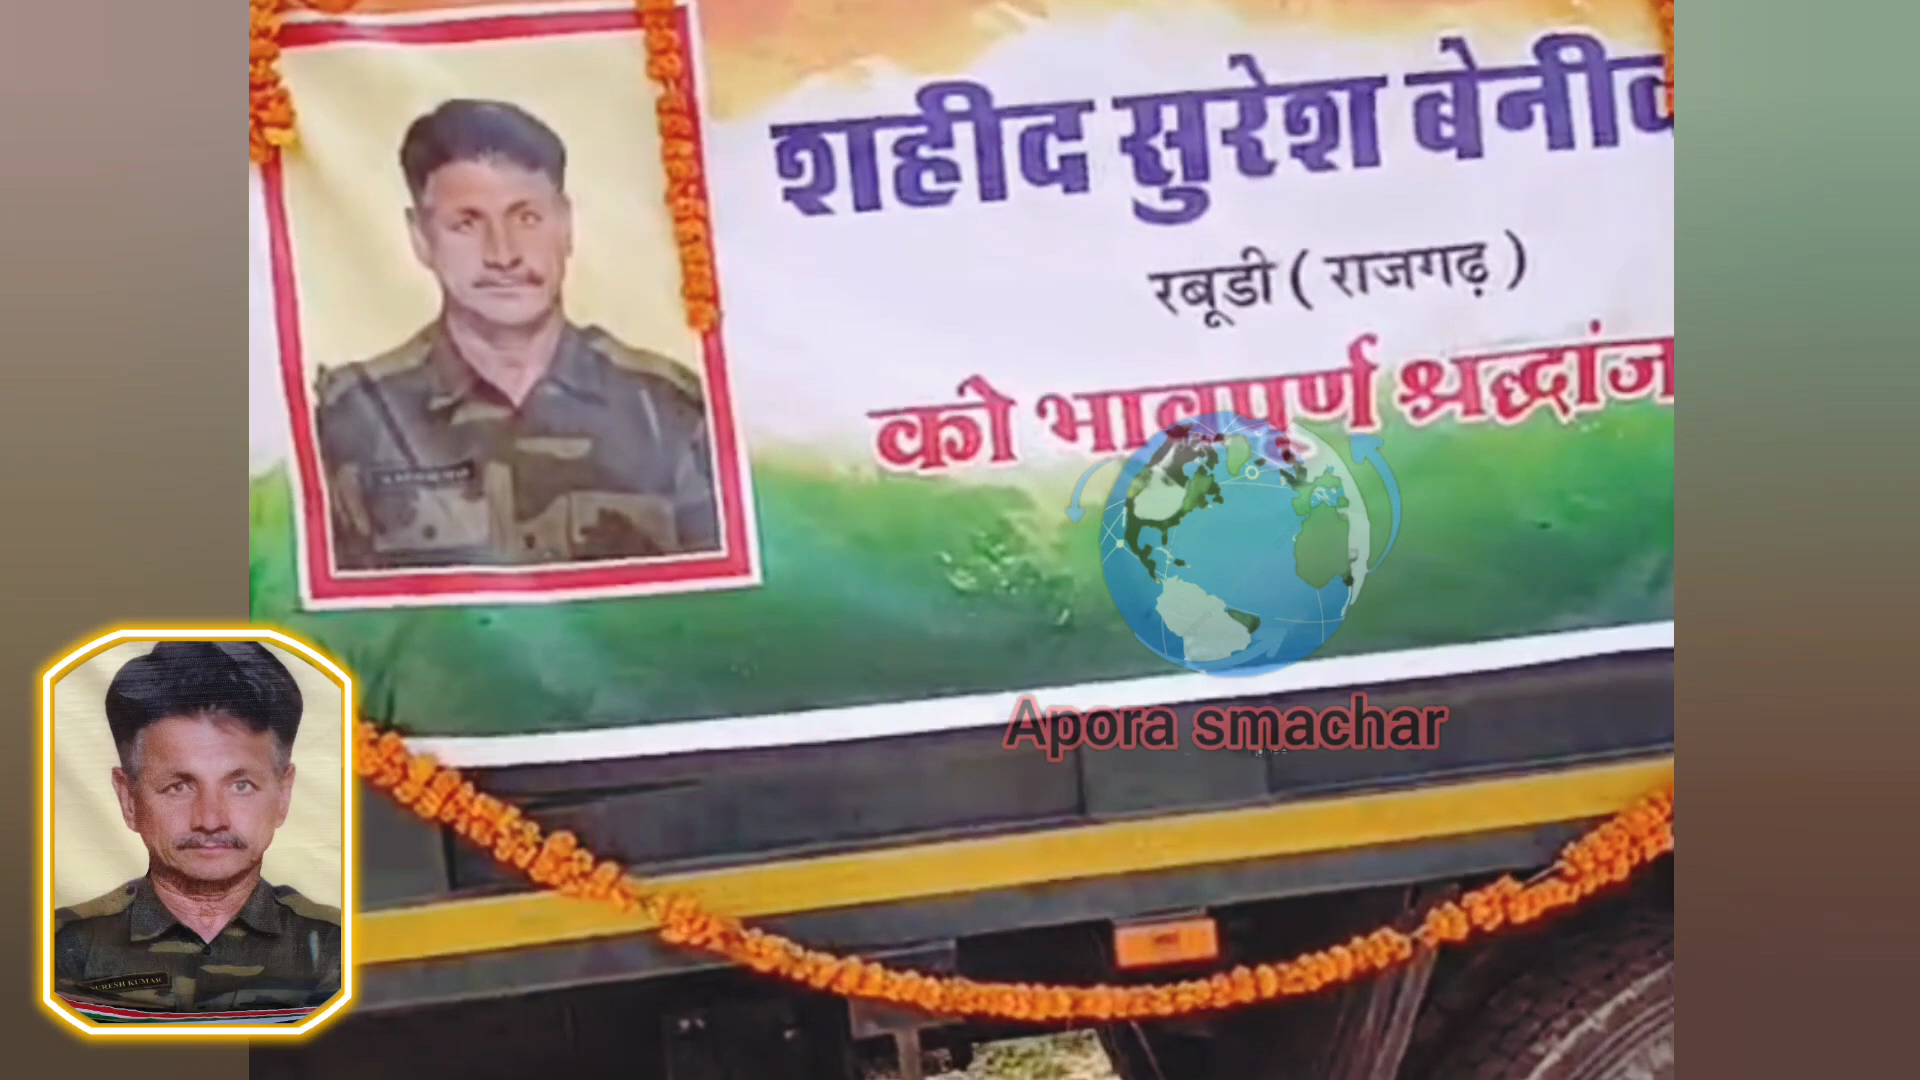 शहीद सुरेश बेनीव
रबूडी ( राजगढ़ )
को भावपूर्ण श्रद्धांज
Apora smachar
SURESH KUMAR